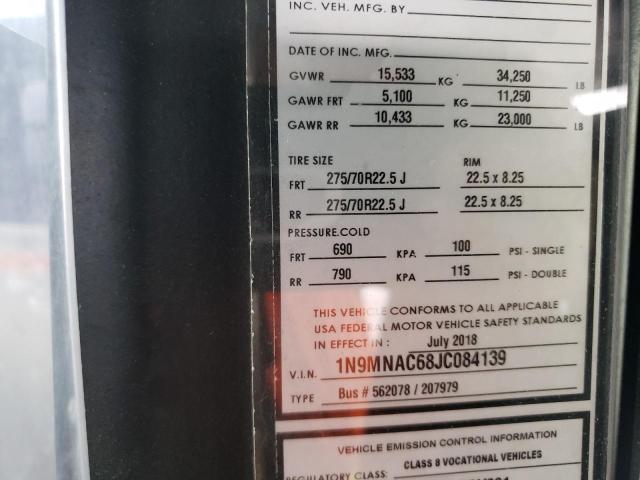 INC. VEH. MFG. BY
DATE OF INC. MFG.
GVWR 15,533 KG 34,250 LB
GAWR FRT 5,100 KG 11,250
GAWR RR 10,433 KG 23,000 LB
TIRE SIZE RIM
FRT 275/70R22.5 J 22.5 x 8.25
RR 275/70R22.5 J 22.5 x 8.25
PRESSURE.COLD
FRT 690 KPA 100 PSI - SINGLE
RR 790 KPA 115 PSI - DOUBLE
THIS VEHICLE CONFORMS TO ALL APPLICABLE
USA FEDERAL MOTOR VEHICLE SAFETY STANDARDS
IN EFFECT IN : July 2018
V.I.N. 1N9MNAC68JC084139
TYPE Bus # 562078 / 207979
VEHICLE EMISSION CONTROL INFORMATION
CLASS 8 VOCATIONAL VEHICLES
REGULATORY CLASS: